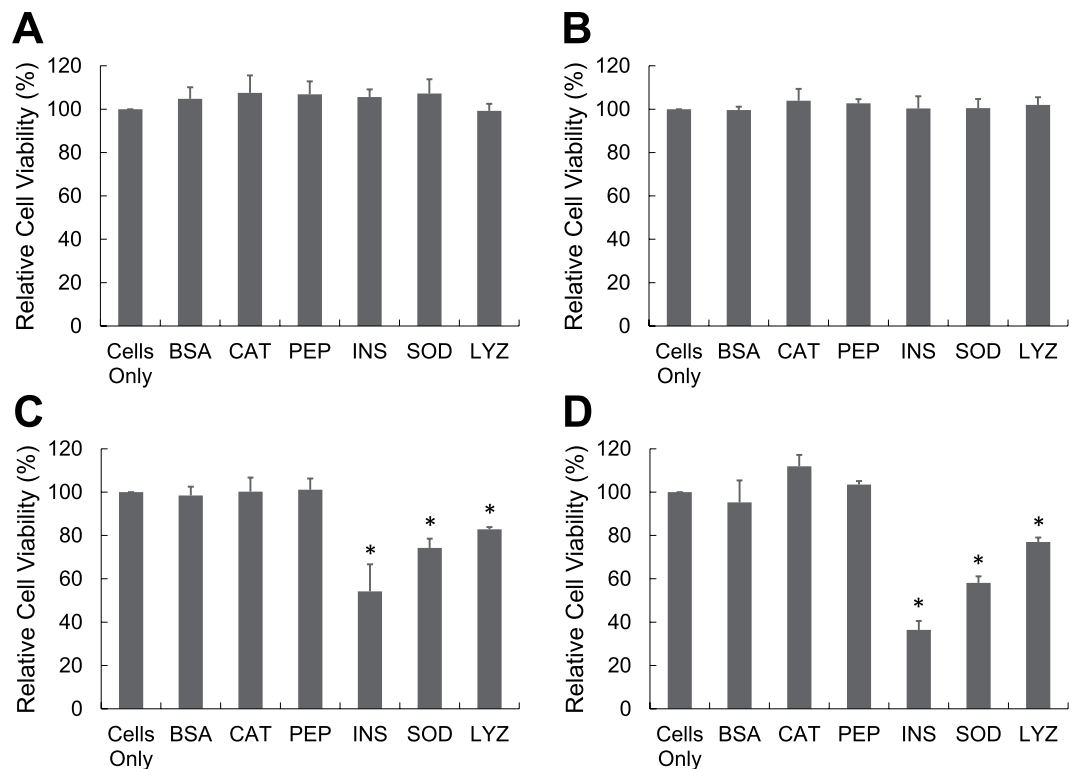 A
Relative Cell Viability (%)
120
100
80
60
40
20
0
Cells Only
BSA
CAT
PEP
INS
SOD
LYZ
B
Relative Cell Viability (%)
120
100
80
60
40
20
0
Cells Only
BSA
CAT
PEP
INS
SOD
LYZ
C
Relative Cell Viability (%)
120
100
80
60
40
20
0
*
*
*
Cells Only
BSA
CAT
PEP
INS
SOD
LYZ
D
Relative Cell Viability (%)
120
100
80
60
40
20
0
*
*
*
Cells Only
BSA
CAT
PEP
INS
SOD
LYZ